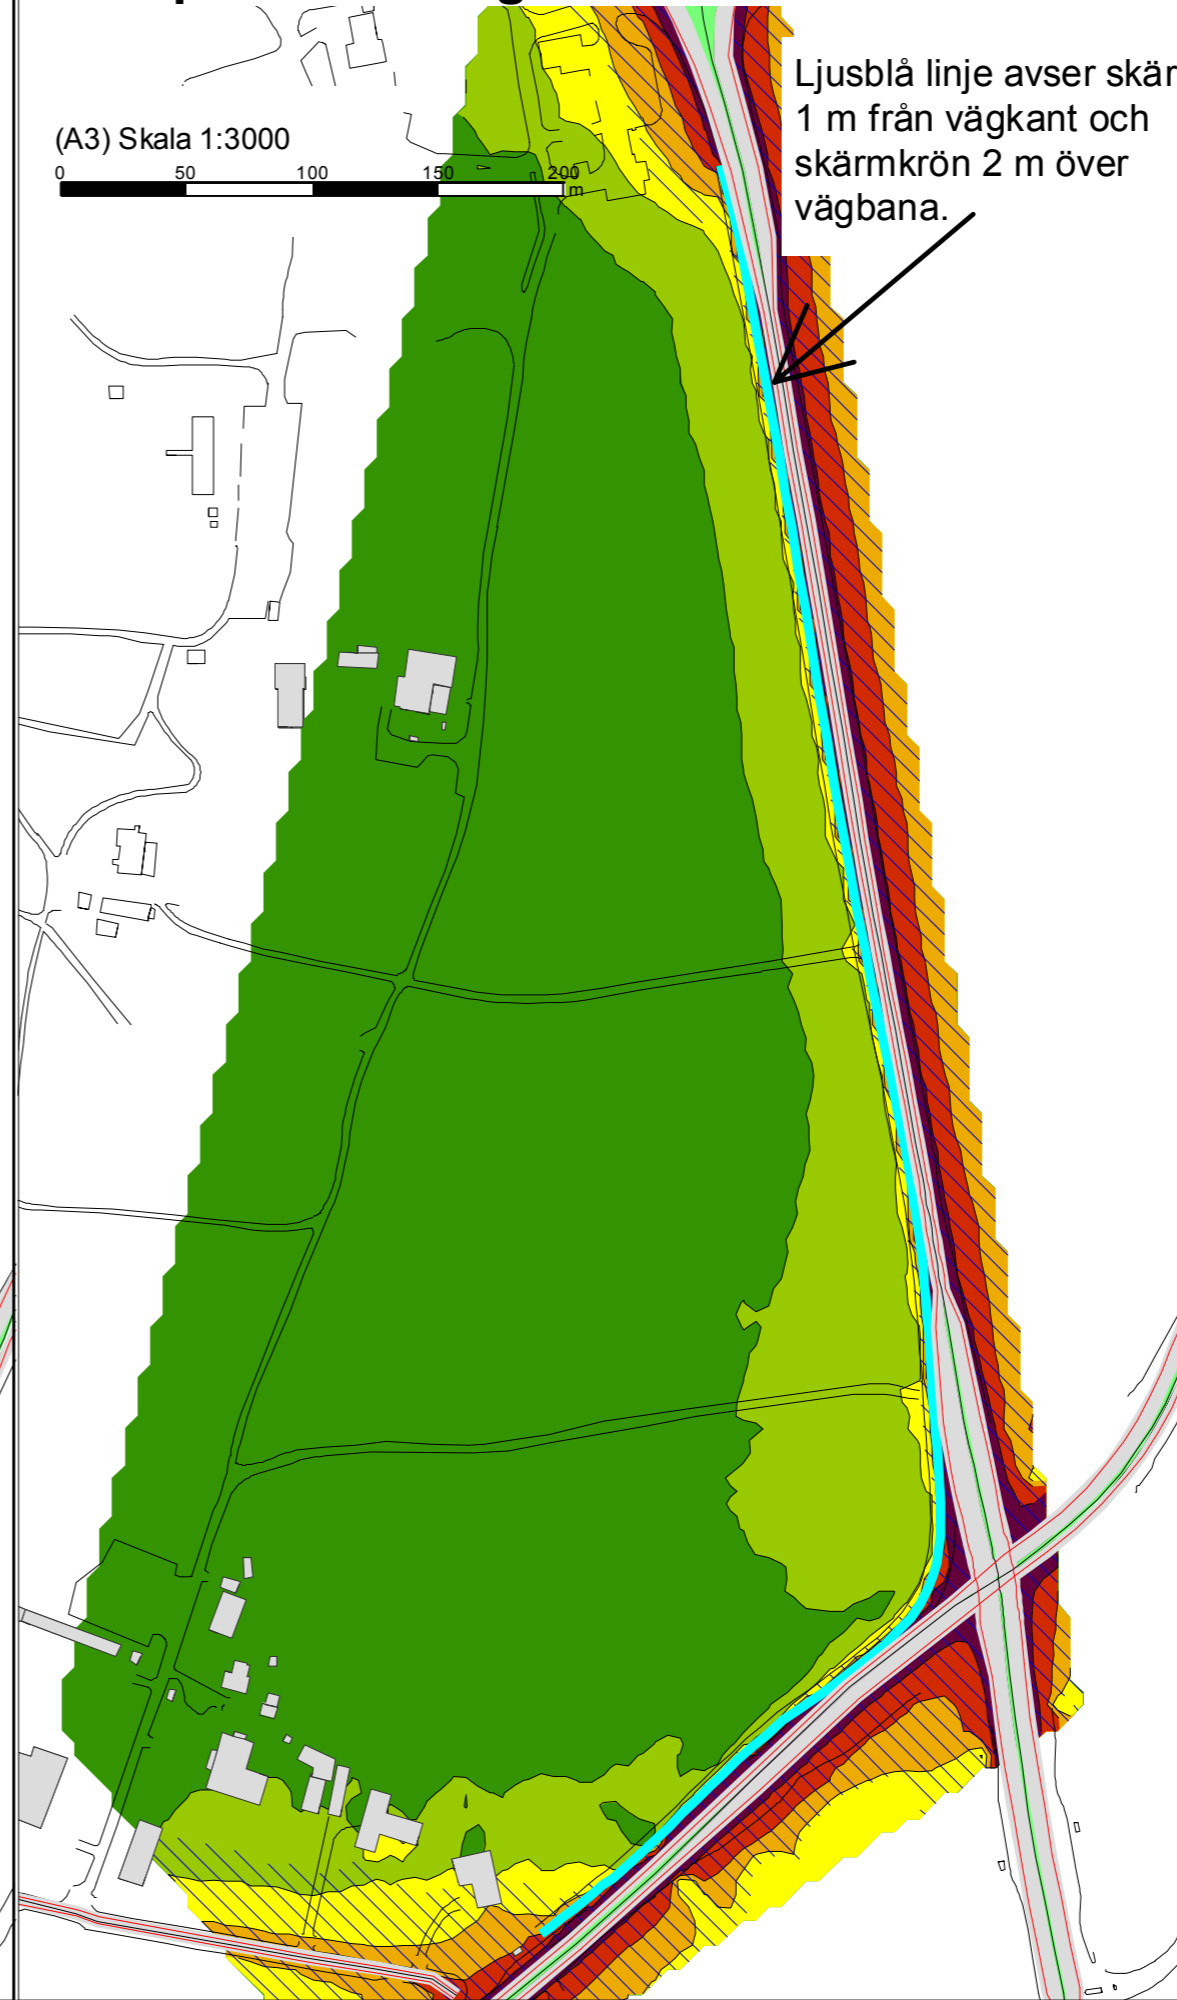 Ljusblå linje avser skär
1 m från vägkant och
skärmkrön 2 m över
vägbana.
(A3) Skala 1:3000
0 50 100 150 200
m